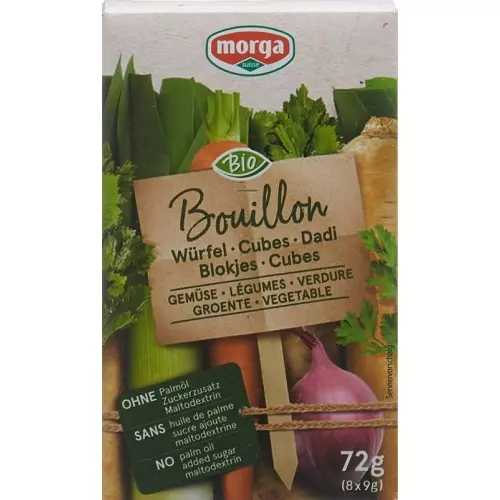 morga
suisse
BIO
Bouillon
Würfel · Cubes · Dadi
Blokjes · Cubes
GEMÜSE · LÉGUMES · VERDURE
GROENTE · VEGETABLE
OHNE Palmöl
Zuckerzusatz
Maltodextrin
SANS huile de palme
sucre ajoute
maltodextrine
NO palm oil
added sugar
maltodextrin
Serviervorschlag
72g
(8x9g)